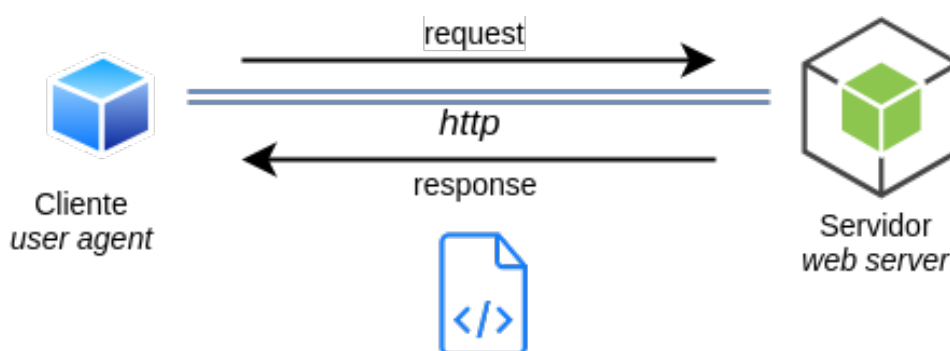 request
http
response
Cliente
user agent
Servidor
web server
</>